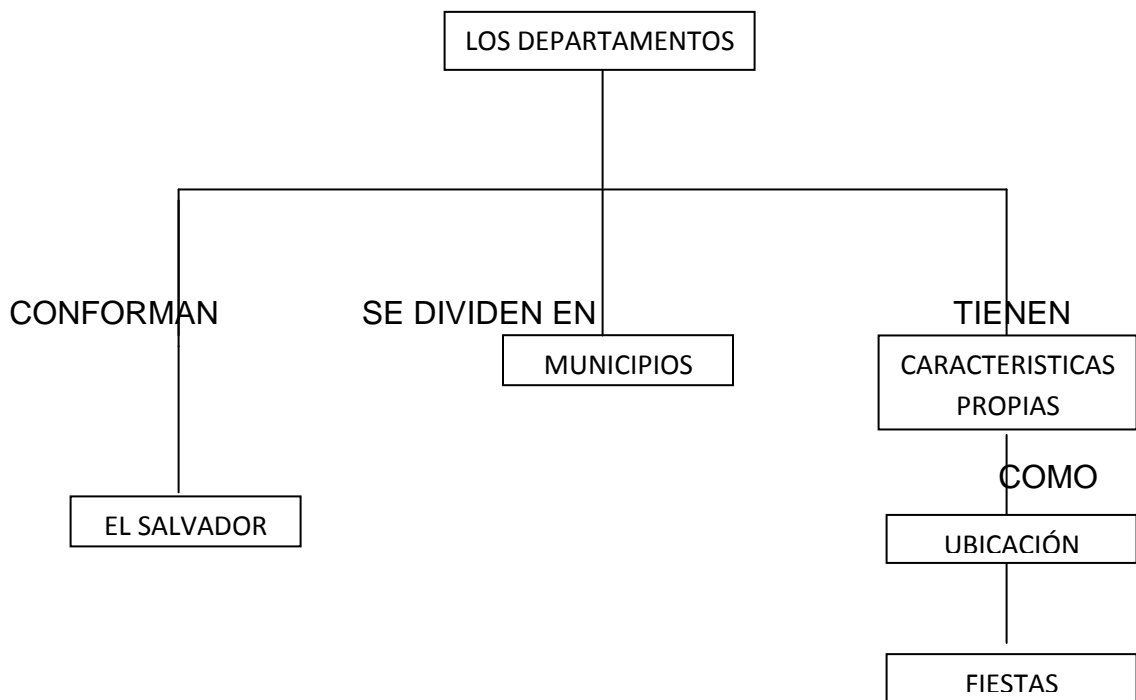 LOS DEPARTAMENTOS
CONFORMAN
SE DIVIDEN EN
TIENEN
MUNICIPIOS
CARACTERISTICAS
PROPIAS
COMO
EL SALVADOR
UBICACIÓN
FIESTAS